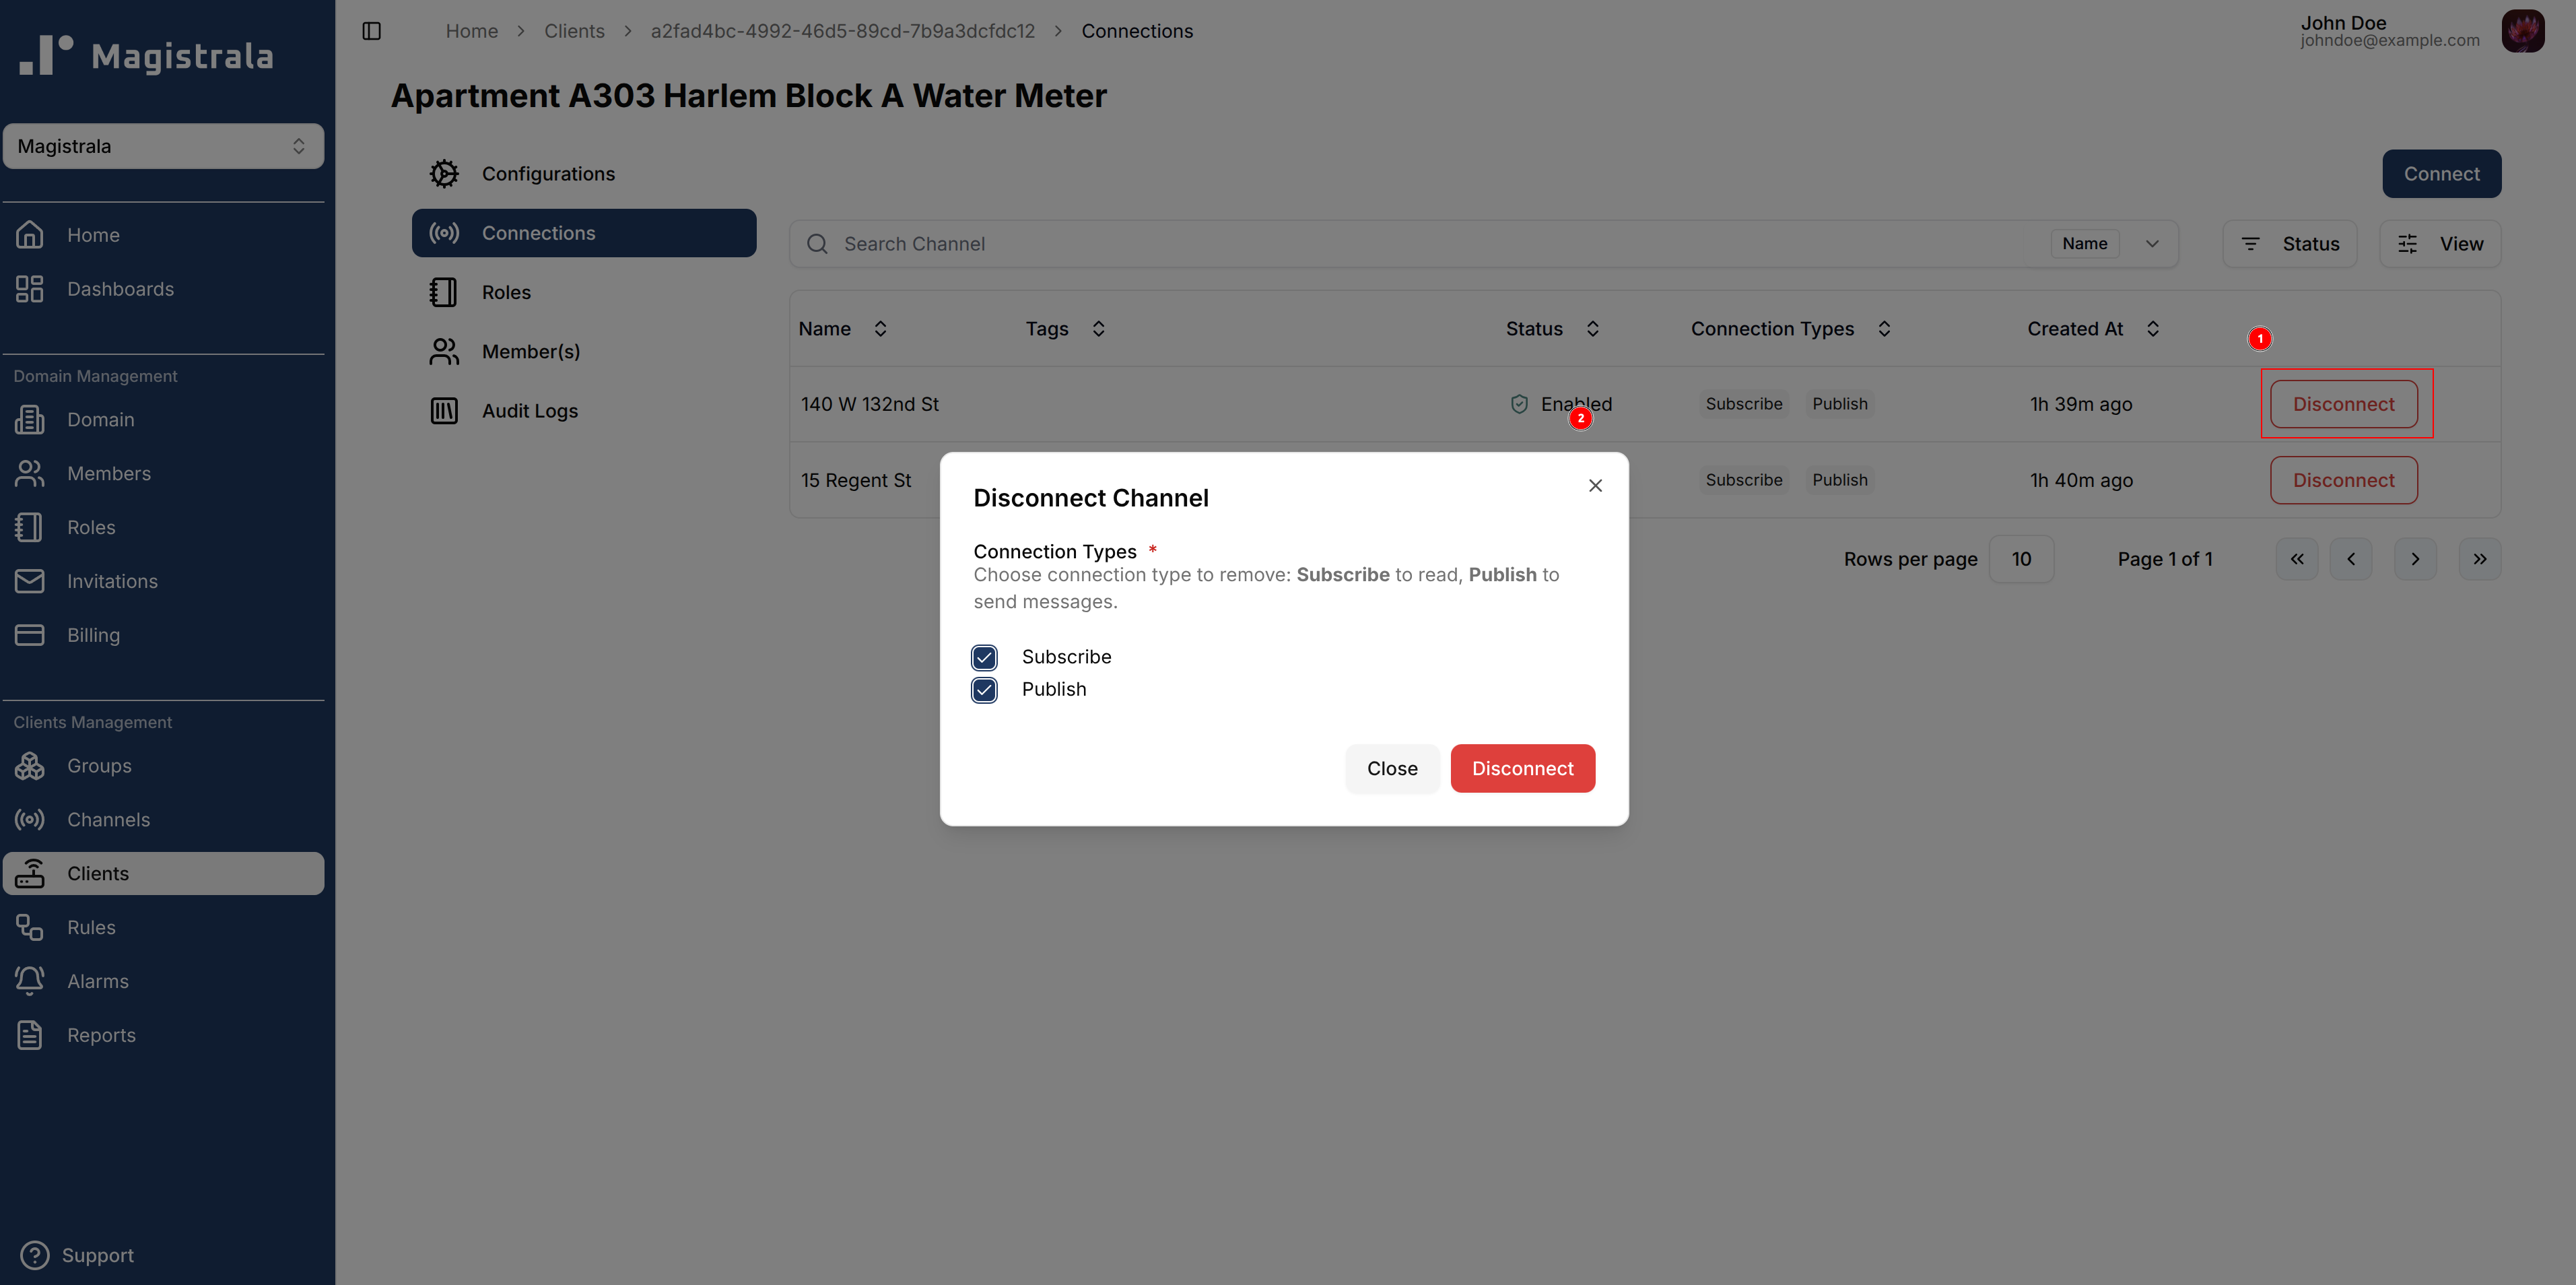 Magistrala
Magistrala
Home
Dashboards
Domain Management
Domain
Members
Roles
Invitations
Billing
Clients Management
Groups
Channels
Clients
Rules
Alarms
Reports
Support
Home > Clients > a2fad4bc-4992-46d5-89cd-7b9a3dcfdc12 > Connections
John Doe
johndoe@example.com
Apartment A303 Harlem Block A Water Meter
Configurations
Connections
Roles
Member(s)
Audit Logs
Connect
Search Channel Name
Status View
Name Tags Status Connection Types Created At
1
140 W 132nd St Enabled Subscribe Publish 1h 39m ago Disconnect
2
15 Regent St Subscribe Publish 1h 40m ago Disconnect
Rows per page 10 Page 1 of 1
Disconnect Channel
Connection Types *
Choose connection type to remove: Subscribe to read, Publish to
send messages.
Subscribe
Publish
Close Disconnect